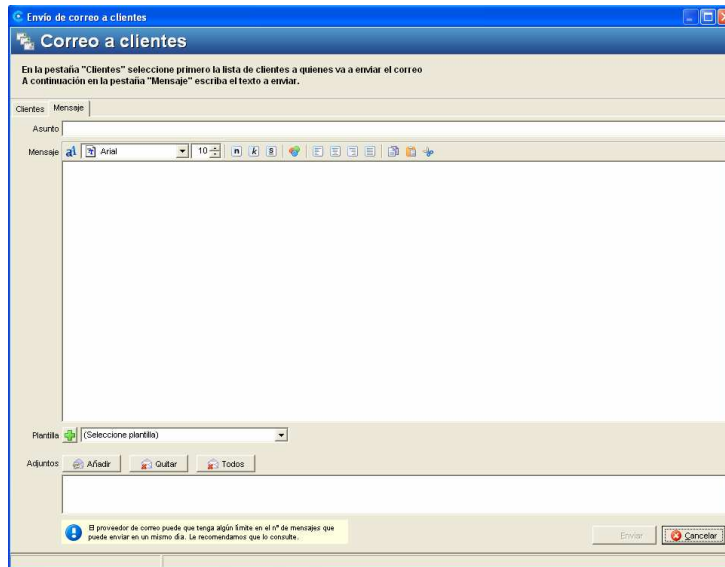 Envío de correo a clientes
Correo a clientes
En la pestaña "Clientes" seleccione primero la lista de clientes a quienes va a enviar el correo
A continuación en la pestaña "Mensaje" escriba el texto a enviar.
Clientes Mensaje
Asunto
Mensaje a1 Arial 10 n k s
Plantilla (Seleccione plantilla)
Adjuntos Añadir Quitar Todos
El proveedor de correo puede que tenga algún límite en el nº de mensajes que
puede enviar en un mismo día. Le recomendamos que lo consulte.
Enviar Cancelar